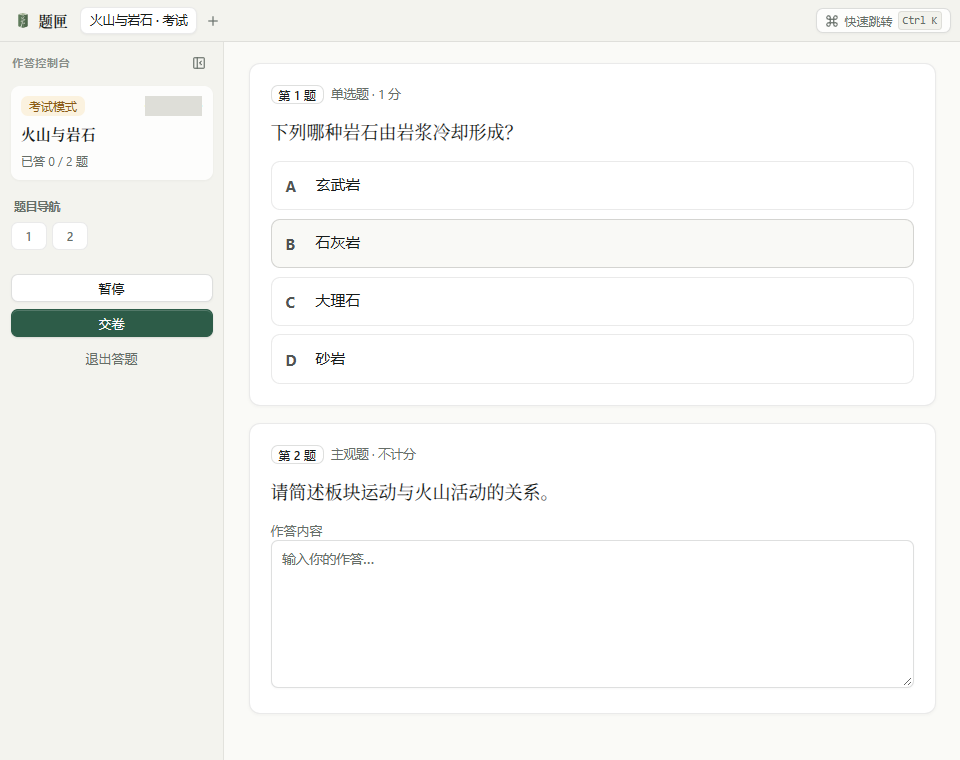 题匣
火山与岩石 · 考试
+
⌘ 快速跳转 Ctrl K
作答控制台
考试模式
火山与岩石
已答 0 / 2 题
题目导航
1
2
暂停
交卷
退出答题
第 1 题 单选题 · 1 分
下列哪种岩石由岩浆冷却形成？
A 玄武岩
B 石灰岩
C 大理石
D 砂岩
第 2 题 主观题 · 不计分
请简述板块运动与火山活动的关系。
作答内容
输入你的作答...